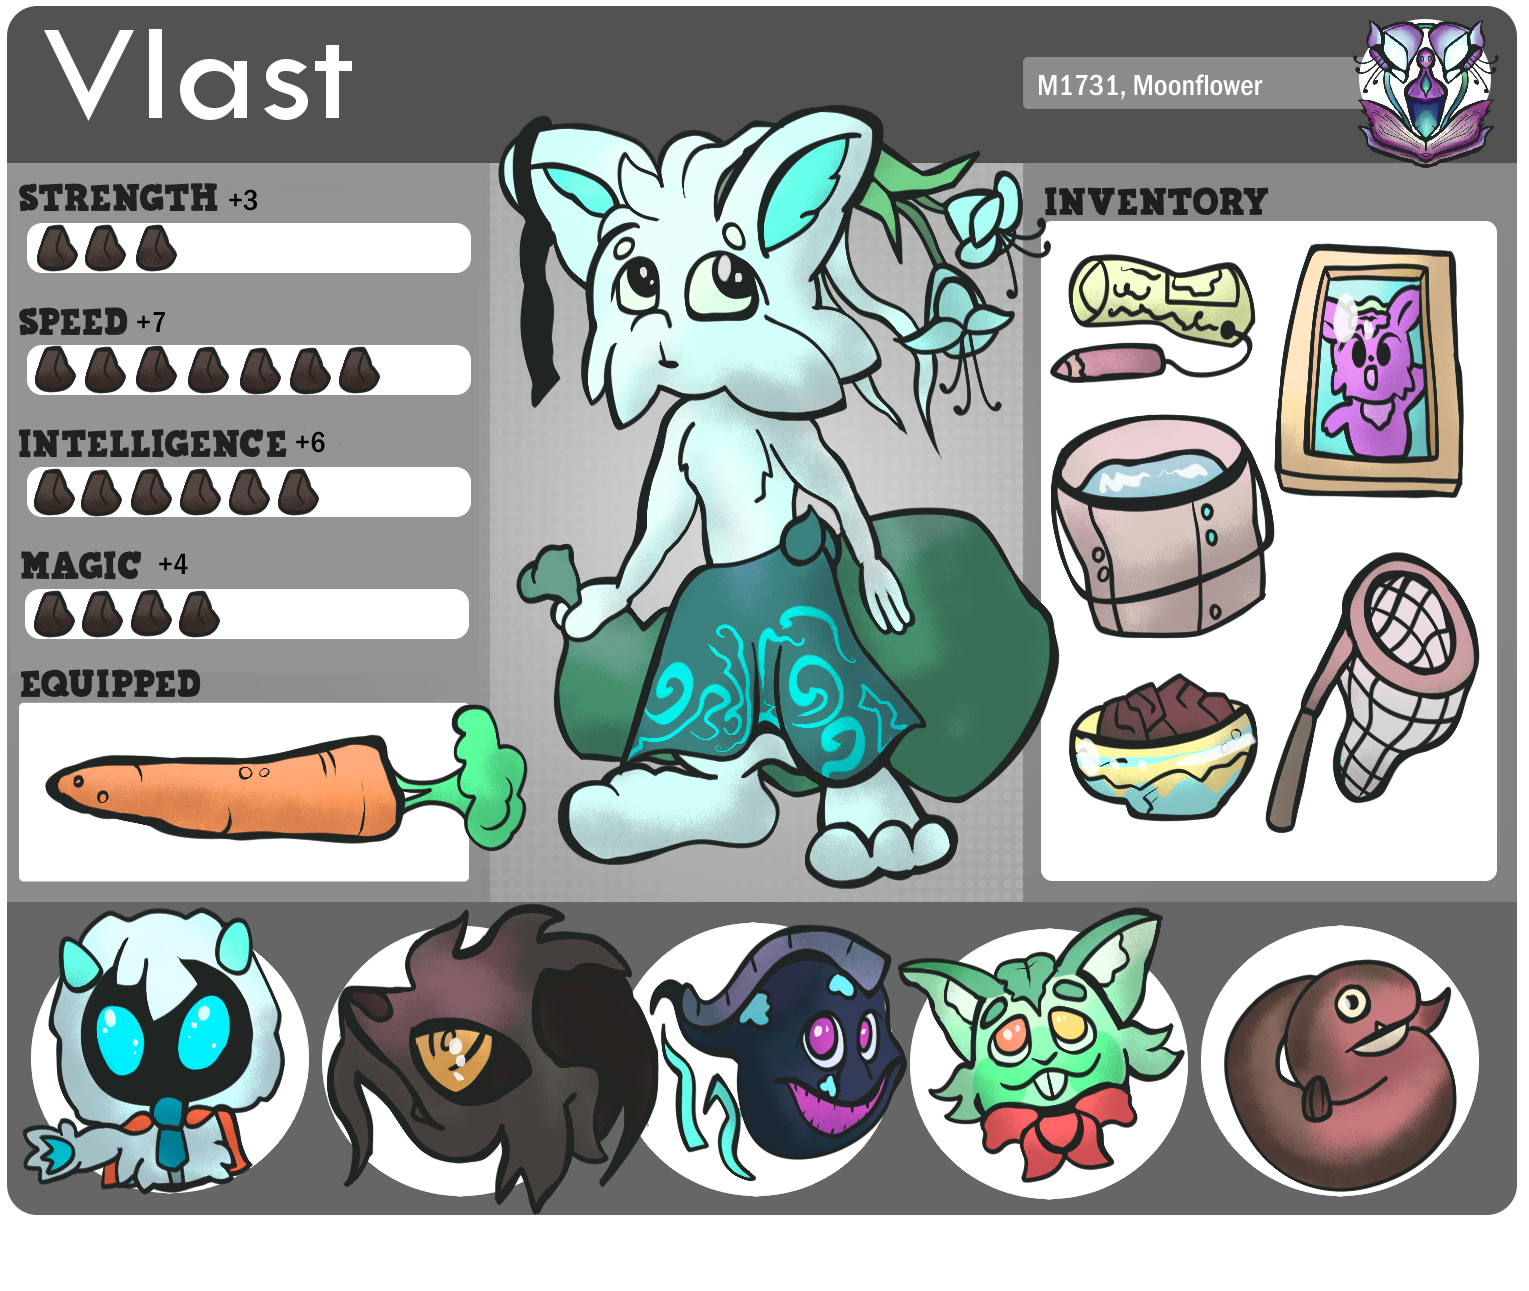 Vlast
M1731, Moonflower
STRENGTH +3
SPEED +7
INTELLIGENCE +6
MAGIC +4
EQUIPPED
INVENTORY